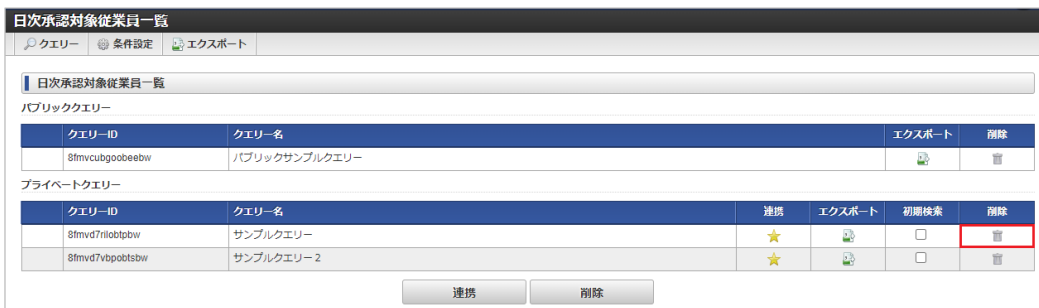 日次承認対象従業員一覧
クエリー 条件設定 エクスポート
日次承認対象従業員一覧
パブリッククエリー
クエリーID クエリー名 エクスポート 削除
8fmvcubgoobeebw パブリックサンプルクエリー
プライベートクエリー
クエリーID クエリー名 連携 エクスポート 初期検索 削除
8fmvd7rilobtpbw サンプルクエリー
8fmvd7vbpobtsbw サンプルクエリー２
連携 削除